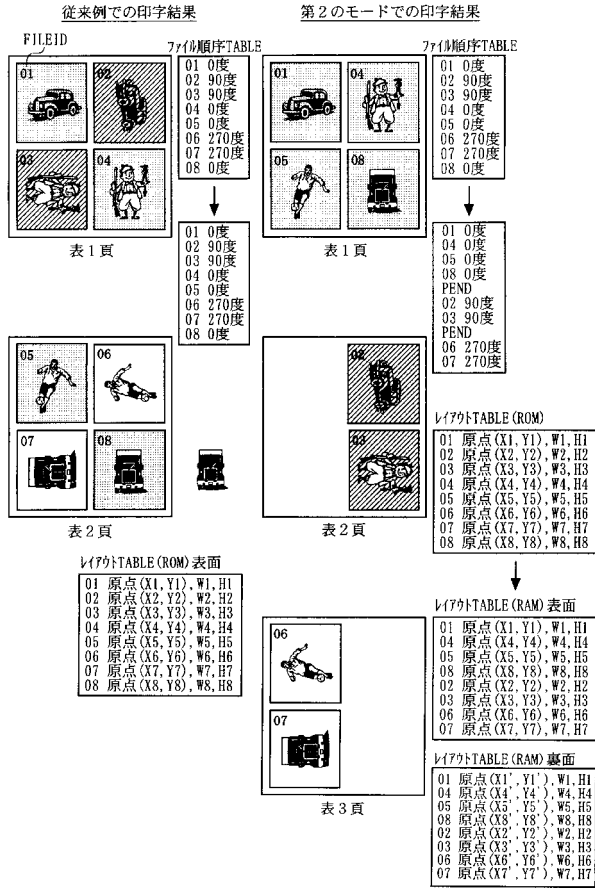 従来例での印字結果
FILEID
01
02
03
04
表1頁
ファイル順序TABLE
01 0度
02 90度
03 90度
04 0度
05 0度
06 270度
07 270度
08 0度
01 0度
02 90度
03 90度
04 0度
05 0度
06 270度
07 270度
08 0度
05
06
07
08
表2頁
レイアウトTABLE(ROM)表面
01 原点(X1,Y1),W1,H1
02 原点(X2,Y2),W2,H2
03 原点(X3,Y3),W3,H3
04 原点(X4,Y4),W4,H4
05 原点(X5,Y5),W5,H5
06 原点(X6,Y6),W6,H6
07 原点(X7,Y7),W7,H7
08 原点(X8,Y8),W8,H8
第2のモードでの印字結果
01
04
05
08
表1頁
ファイル順序TABLE
01 0度
02 90度
03 90度
04 0度
05 0度
06 270度
07 270度
08 0度
01 0度
04 0度
05 0度
08 0度
PEND
02 90度
03 90度
PEND
06 270度
07 270度
02
03
表2頁
レイアウトTABLE(ROM)
01 原点(X1,Y1),W1,H1
02 原点(X2,Y2),W2,H2
03 原点(X3,Y3),W3,H3
04 原点(X4,Y4),W4,H4
05 原点(X5,Y5),W5,H5
06 原点(X6,Y6),W6,H6
07 原点(X7,Y7),W7,H7
08 原点(X8,Y8),W8,H8
06
07
表3頁
レイアウトTABLE(RAM)表面
01 原点(X1,Y1),W1,H1
04 原点(X4,Y4),W4,H4
05 原点(X5,Y5),W5,H5
08 原点(X8,Y8),W8,H8
02 原点(X2,Y2),W2,H2
03 原点(X3,Y3),W3,H3
06 原点(X6,Y6),W6,H6
07 原点(X7,Y7),W7,H7
レイアウトTABLE(RAM)裏面
01 原点(X1',Y1'),W1,H1
04 原点(X4',Y4'),W4,H4
05 原点(X5',Y5'),W5,H5
08 原点(X8',Y8'),W8,H8
02 原点(X2',Y2'),W2,H2
03 原点(X3',Y3'),W3,H3
06 原点(X6',Y6'),W6,H6
07 原点(X7',Y7'),W7,H7